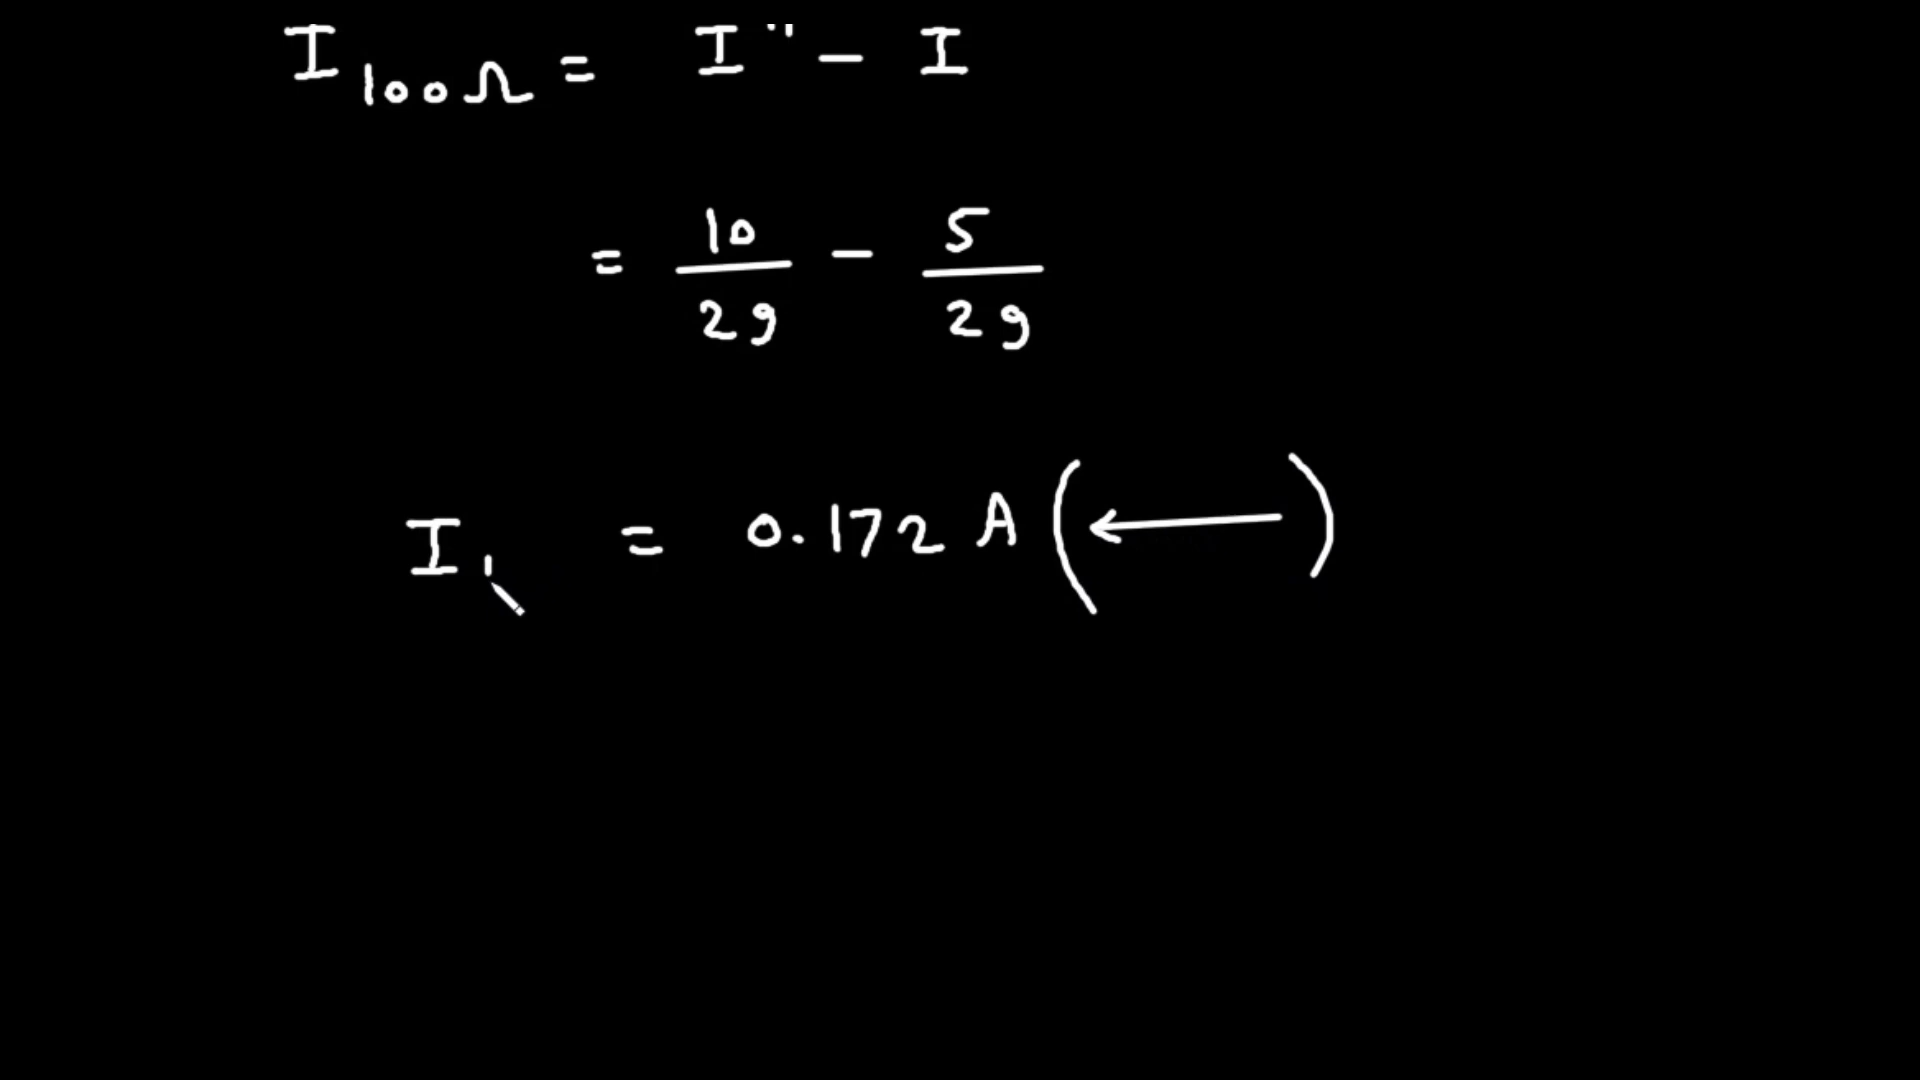 I100Ω = I" - I
= 10/29 - 5/29
I1 = 0.172 A (←)